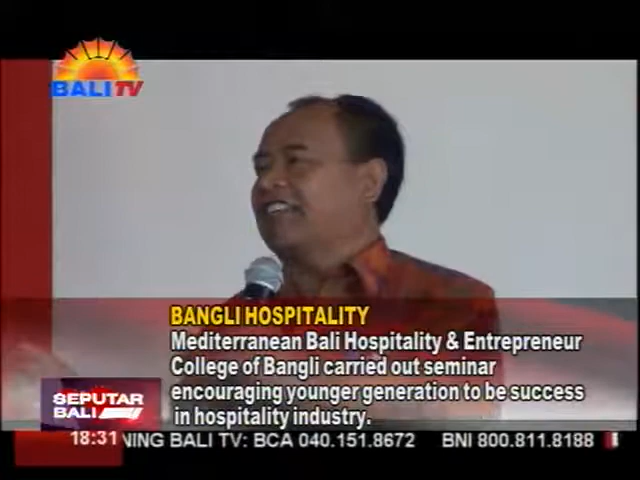 BALI TV
BANGLI HOSPITALITY
Mediterranean Bali Hospitality & Entrepreneur
College of Bangli carried out seminar
encouraging younger generation to be success
in hospitality industry.
SEPUTAR
BALI
18:31 NING BALI TV: BCA 040.151.8672 BNI 800.811.8188